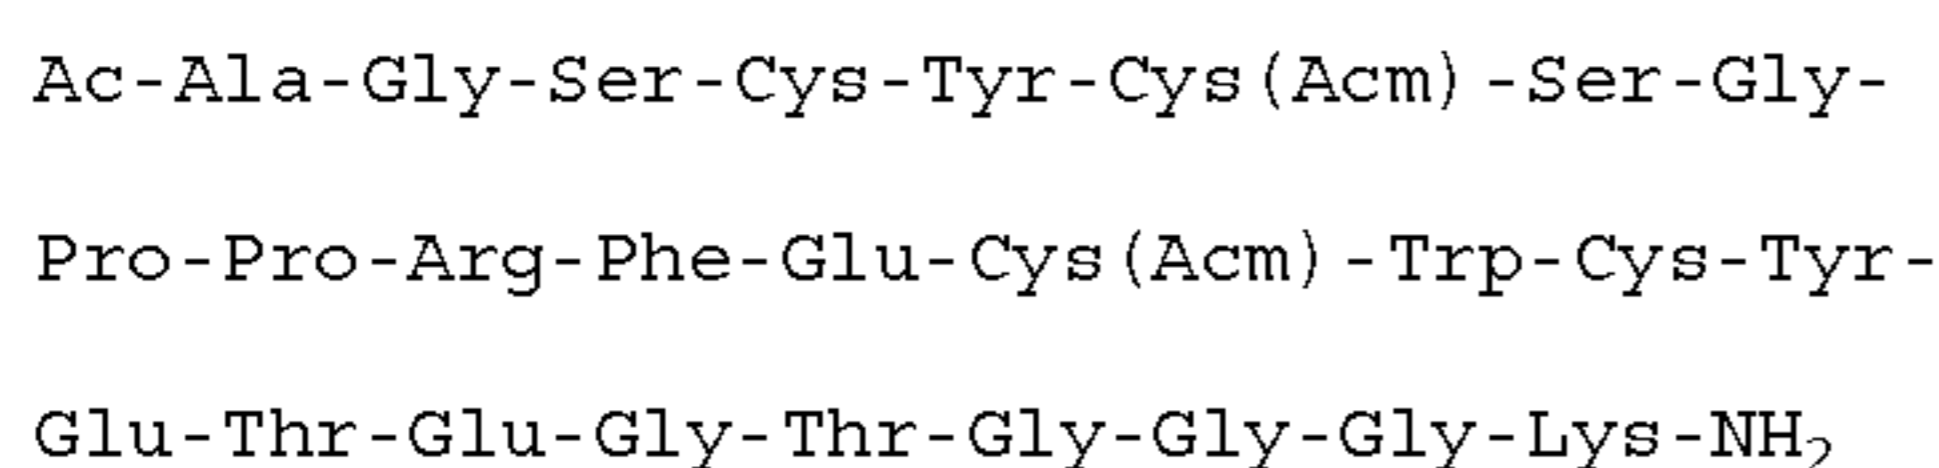 Ac-Ala-Gly-Ser-Cys-Tyr-Cys(Acm)-Ser-Gly-
Pro-Pro-Arg-Phe-Glu-Cys(Acm)-Trp-Cys-Tyr-
Glu-Thr-Glu-Gly-Thr-Gly-Gly-Gly-Lys-NH₂